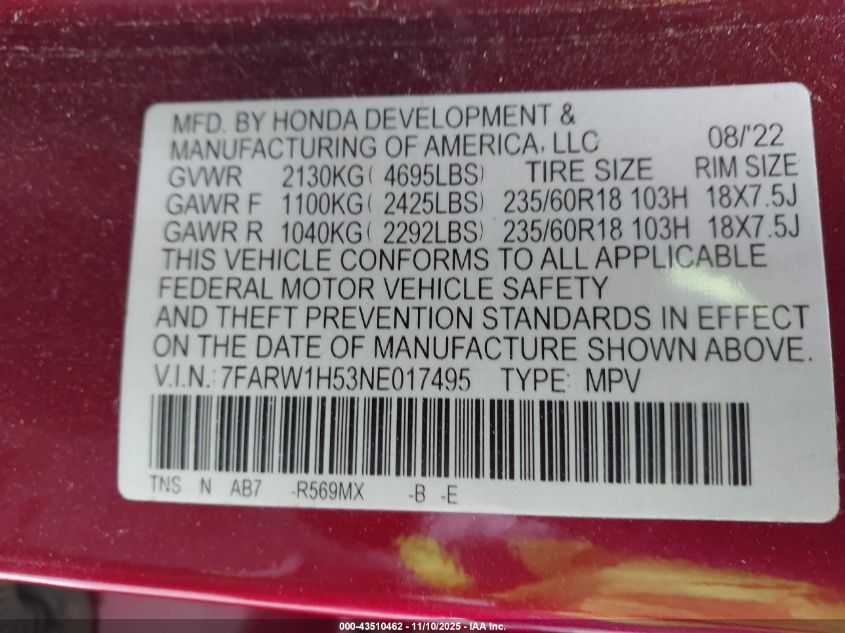 MFD. BY HONDA DEVELOPMENT &
MANUFACTURING OF AMERICA, LLC 08/'22
GVWR 2130KG( 4695LBS) TIRE SIZE RIM SIZE
GAWR F 1100KG( 2425LBS) 235/60R18 103H 18X7.5J
GAWR R 1040KG( 2292LBS) 235/60R18 103H 18X7.5J
THIS VEHICLE CONFORMS TO ALL APPLICABLE
FEDERAL MOTOR VEHICLE SAFETY
AND THEFT PREVENTION STANDARDS IN EFFECT
ON THE DATE OF MANUFACTURE SHOWN ABOVE.
V.I.N.: 7FARW1H53NE017495 TYPE: MPV
TNS N AB7 -R569MX -B -E
000-43510462 - 11/10/2025 - IAA Inc.